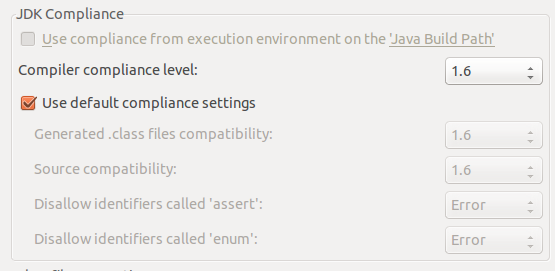 JDK Compliance
Use compliance from execution environment on the 'Java Build Path'
Compiler compliance level: 1.6
Use default compliance settings
Generated .class files compatibility: 1.6
Source compatibility: 1.6
Disallow identifiers called 'assert': Error
Disallow identifiers called 'enum': Error